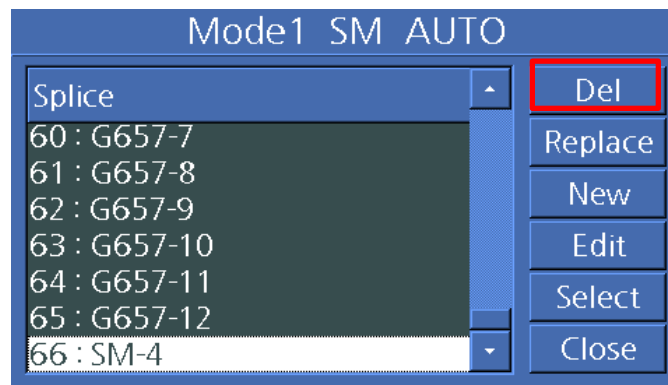 Mode1 SM AUTO
Splice
60 : G657-7
61 : G657-8
62 : G657-9
63 : G657-10
64 : G657-11
65 : G657-12
66 : SM-4
Del
Replace
New
Edit
Select
Close